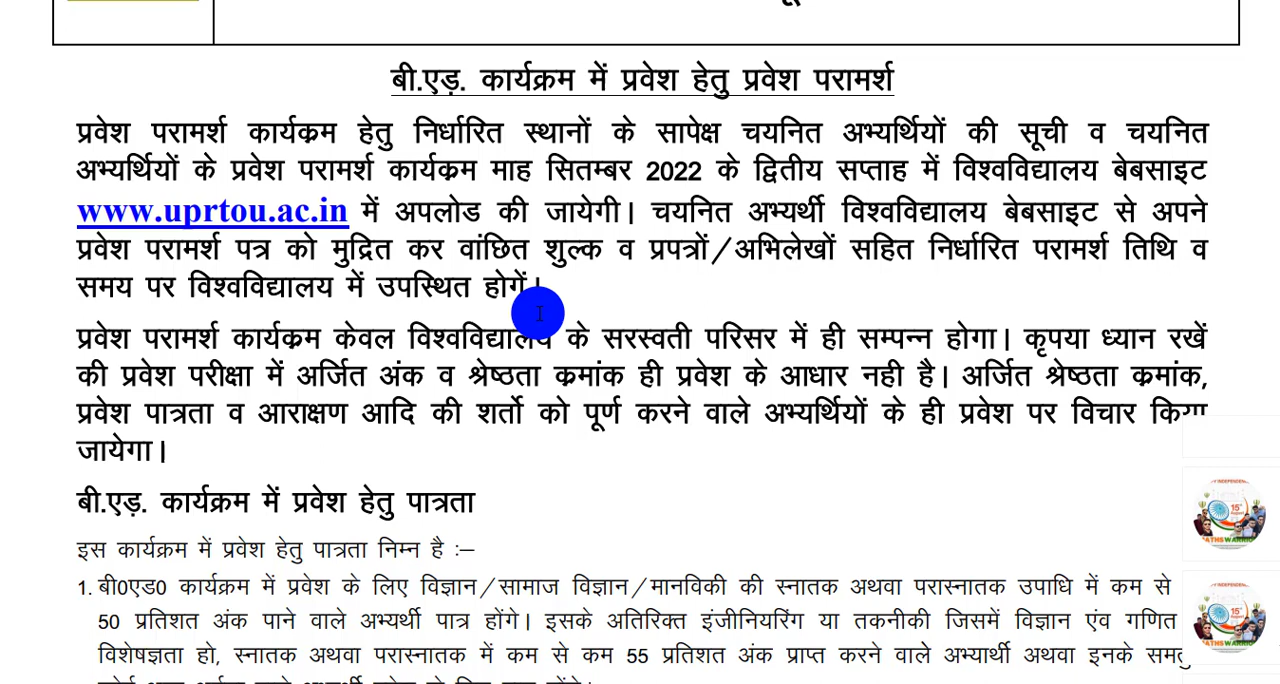 बी.एड़. कार्यक्रम में प्रवेश हेतु प्रवेश परामर्श
प्रवेश परामर्श कार्यक्रम हेतु निर्धारित स्थानों के सापेक्ष चयनित अभ्यर्थियों की सूची व चयनित
अभ्यर्थियों के प्रवेश परामर्श कार्यक्रम माह सितम्बर 2022 के द्वितीय सप्ताह में विश्वविद्यालय बेबसाइट
www.uprtou.ac.in में अपलोड की जायेगी। चयनित अभ्यर्थी विश्वविद्यालय बेबसाइट से अपने
प्रवेश परामर्श पत्र को मुद्रित कर वांछित शुल्क व प्रपत्रों/अभिलेखों सहित निर्धारित परामर्श तिथि व
समय पर विश्वविद्यालय में उपस्थित होगें।
प्रवेश परामर्श कार्यक्रम केवल विश्वविद्यालय के सरस्वती परिसर में ही सम्पन्न होगा। कृपया ध्यान रखें
की प्रवेश परीक्षा में अर्जित अंक व श्रेष्ठता क्रमांक ही प्रवेश के आधार नही है। अर्जित श्रेष्ठता क्रमांक,
प्रवेश पात्रता व आराक्षण आदि की शर्तो को पूर्ण करने वाले अभ्यर्थियों के ही प्रवेश पर विचार किया
जायेगा।
बी.एड़. कार्यक्रम में प्रवेश हेतु पात्रता
इस कार्यक्रम में प्रवेश हेतु पात्रता निम्न है :–
1. बी0एड0 कार्यक्रम में प्रवेश के लिए विज्ञान/सामाज विज्ञान/मानविकी की स्नातक अथवा परास्नातक उपाधि में कम से
50 प्रतिशत अंक पाने वाले अभ्यर्थी पात्र होंगे। इसके अतिरिक्त इंजीनियरिंग या तकनीकी जिसमें विज्ञान एंव गणित
विशेषज्ञता हो, स्नातक अथवा परास्नातक में कम से कम 55 प्रतिशत अंक प्राप्त करने वाले अभ्यार्थी अथवा इनके